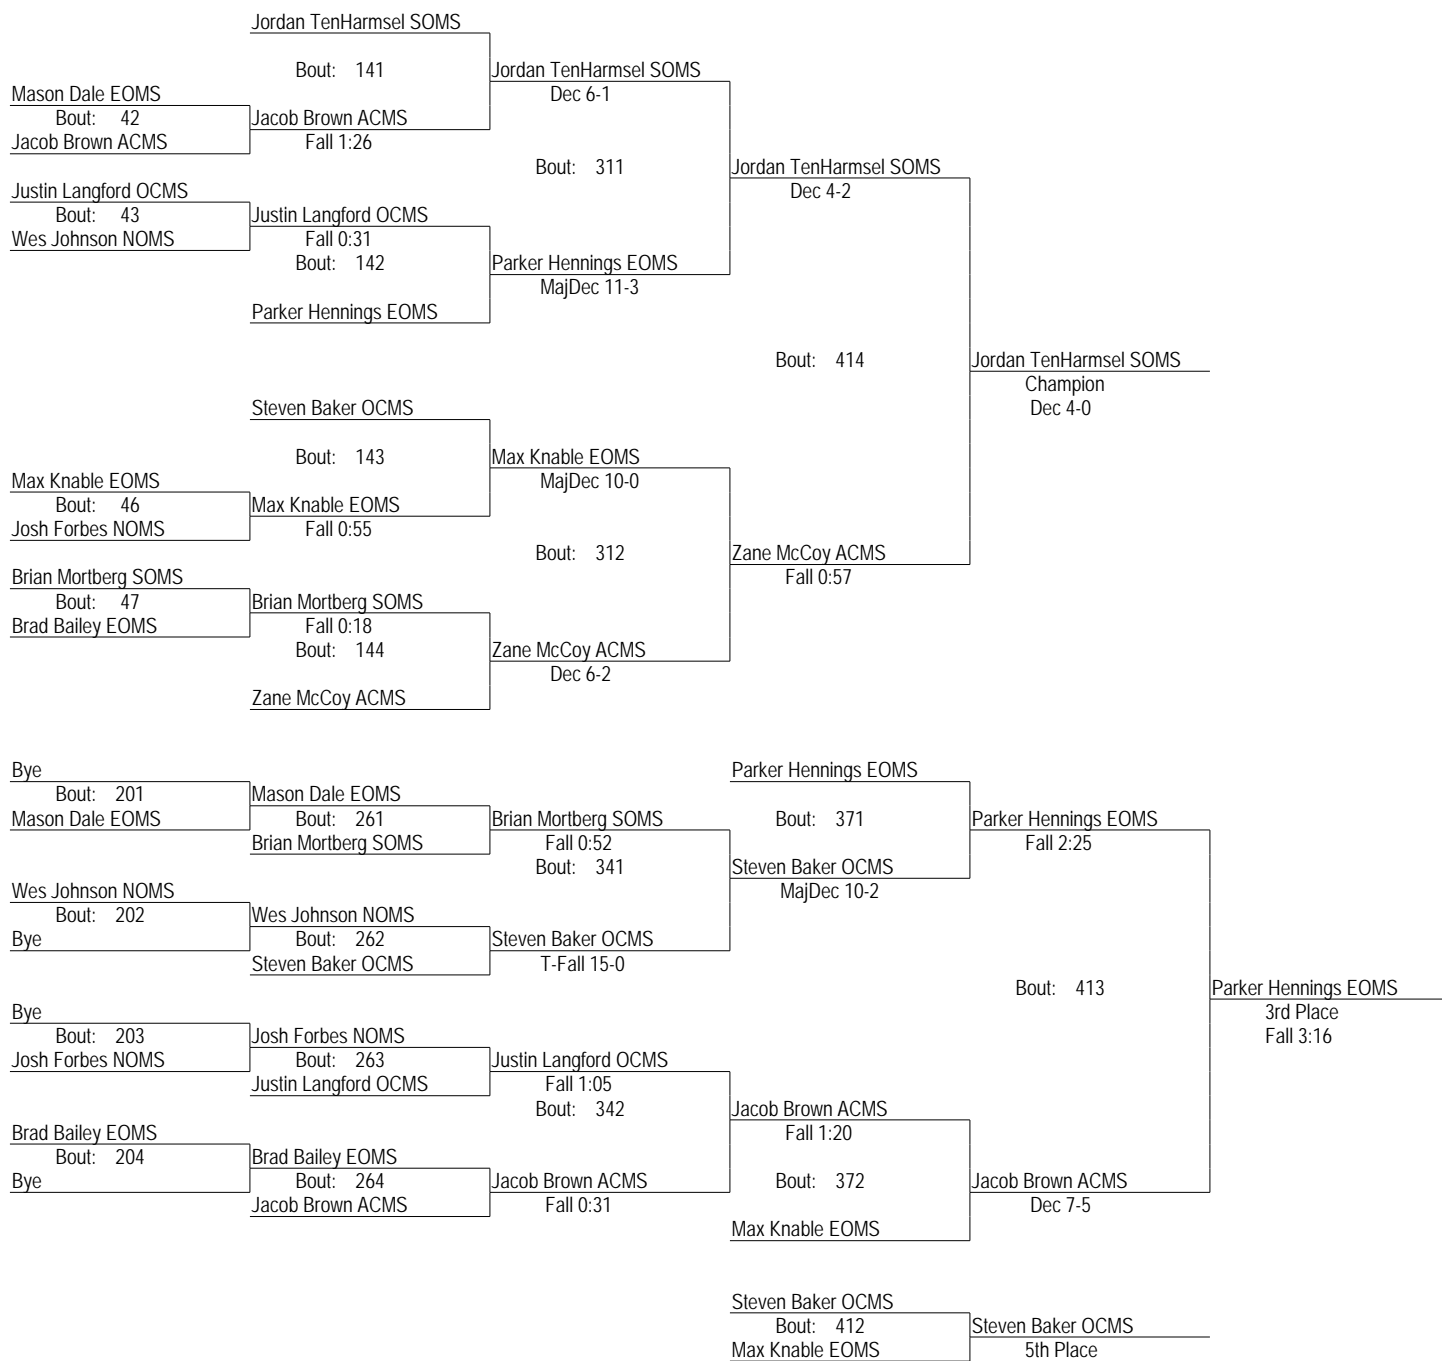 Jordan TenHarmsel SOMS
Bout: 141
Jordan TenHarmsel SOMS
Mason Dale EOMS
Dec 6-1
Bout: 42
Jacob Brown ACMS
Jacob Brown ACMS
Fall 1:26
Bout: 311
Jordan TenHarmsel SOMS
Justin Langford OCMS
Dec 4-2
Bout: 43
Justin Langford OCMS
Wes Johnson NOMS
Fall 0:31
Bout: 142
Parker Hennings EOMS
MajDec 11-3
Parker Hennings EOMS
Bout: 414
Jordan TenHarmsel SOMS
Champion
Steven Baker OCMS
Dec 4-0
Bout: 143
Max Knable EOMS
Max Knable EOMS
MajDec 10-0
Bout: 46
Max Knable EOMS
Josh Forbes NOMS
Fall 0:55
Bout: 312
Zane McCoy ACMS
Brian Mortberg SOMS
Fall 0:57
Bout: 47
Brian Mortberg SOMS
Brad Bailey EOMS
Fall 0:18
Bout: 144
Zane McCoy ACMS
Dec 6-2
Zane McCoy ACMS
Bye
Parker Hennings EOMS
Bout: 201
Mason Dale EOMS
Mason Dale EOMS
Bout: 261
Brian Mortberg SOMS
Bout: 371
Parker Hennings EOMS
Brian Mortberg SOMS
Fall 0:52
Fall 2:25
Bout: 341
Steven Baker OCMS
Wes Johnson NOMS
MajDec 10-2
Bout: 202
Wes Johnson NOMS
Bye
Bout: 262
Steven Baker OCMS
Steven Baker OCMS
T-Fall 15-0
Bout: 413
Parker Hennings EOMS
Bye
3rd Place
Bout: 203
Josh Forbes NOMS
Fall 3:16
Josh Forbes NOMS
Bout: 263
Justin Langford OCMS
Justin Langford OCMS
Fall 1:05
Bout: 342
Jacob Brown ACMS
Brad Bailey EOMS
Fall 1:20
Bout: 204
Brad Bailey EOMS
Bye
Bout: 264
Jacob Brown ACMS
Bout: 372
Jacob Brown ACMS
Jacob Brown ACMS
Fall 0:31
Dec 7-5
Max Knable EOMS
Steven Baker OCMS
Bout: 412
Steven Baker OCMS
Max Knable EOMS
5th Place